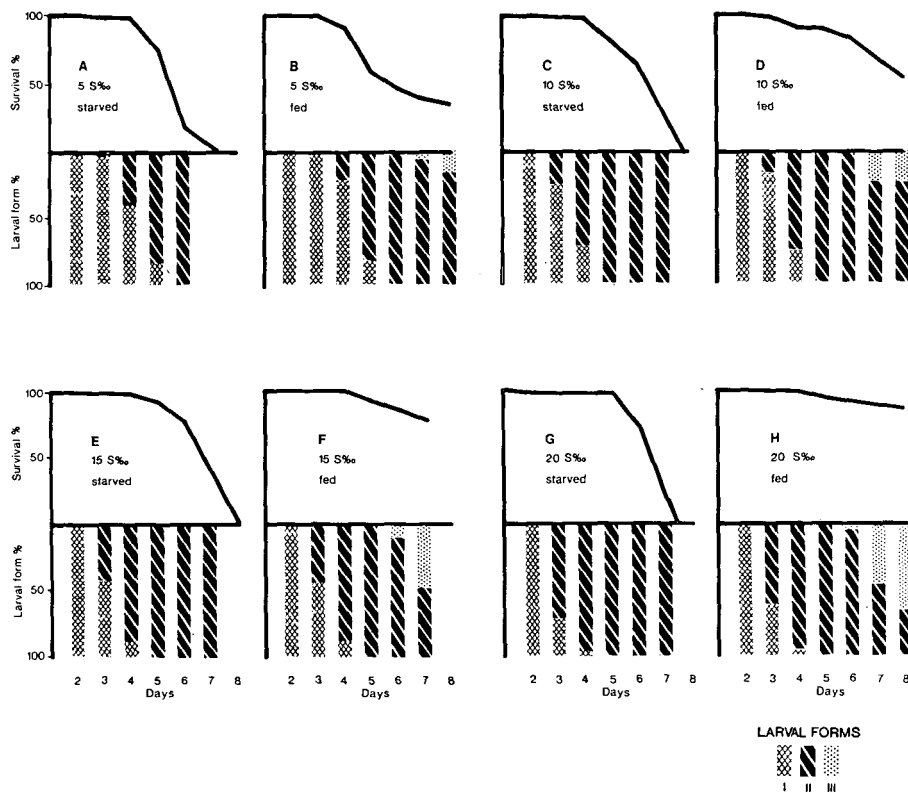 100
Survival %
50
A
5 S‰
starved
B
5 S‰
fed
C
10 S‰
starved
D
10 S‰
fed
Larval form %
50
100
100
Survival %
50
E
15 S‰
starved
F
15 S‰
fed
G
20 S‰
starved
H
20 S‰
fed
Larval form %
50
100
2 3 4 5 6 7 8
Days
2 3 4 5 6 7 8
Days
2 3 4 5 6 7 8
Days
2 3 4 5 6 7 8
Days
LARVAL FORMS
I II III